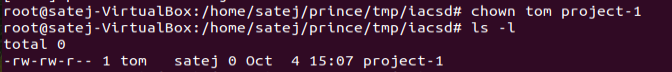 root@satej-VirtualBox:/home/satej/prince/tmp/iacsd# chown tom project-1
root@satej-VirtualBox:/home/satej/prince/tmp/iacsd# ls -l
total 0
-rw-rw-r-- 1 tom   satej 0 Oct  4 15:07 project-1